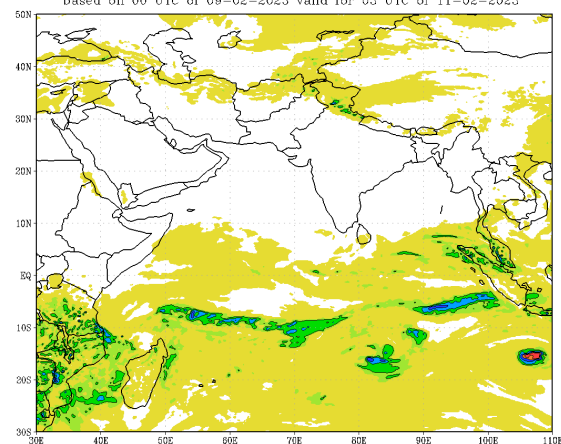 based on 00 UTC of 09-02-2023 valid for 03 UTC of 11-02-2023
50N
40N
30N
20N
10N
EQ
10S
20S
30S
30E 40E 50E 60E 70E 80E 90E 100E 110E